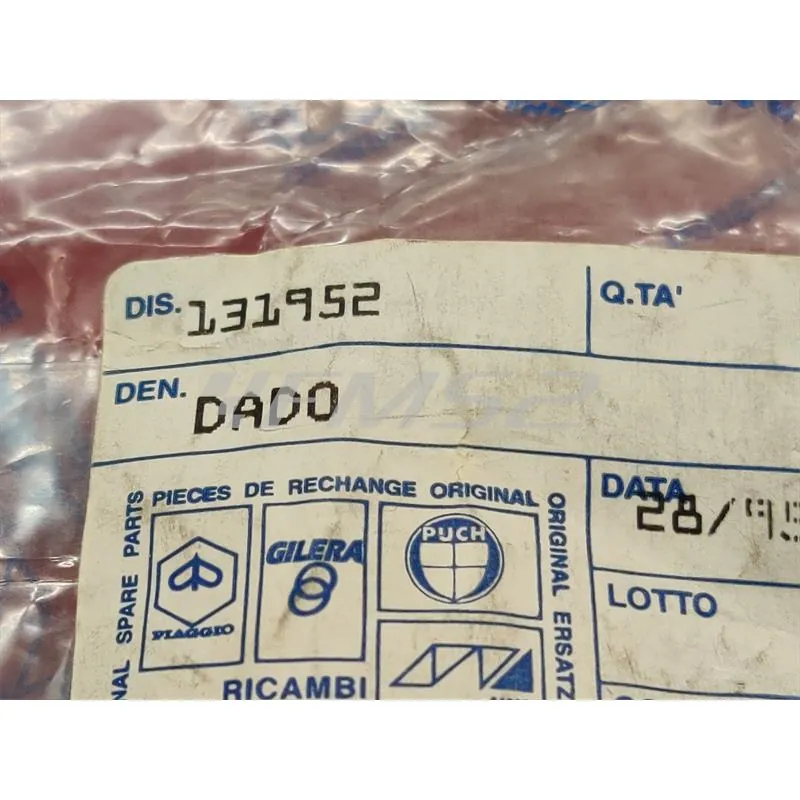 DIS. 131952
Q.TA'
DEN. DADO
PIECES DE RECHANGE ORIGINAL
DATA 28/
LOTTO
SPARE PARTS
ORIGINAL ERSATZ
PIAGGIO
GILERA
PUCH
RICAMBI